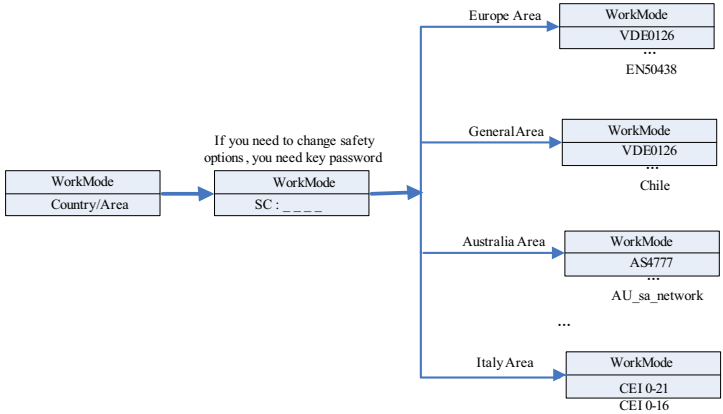 WorkMode
Country/Area
If you need to change safety
options , you need key password
WorkMode
SC : _ _ _ _
Europe Area
WorkMode
VDE0126
...
EN50438
General Area
WorkMode
VDE0126
...
Chile
Australia Area
WorkMode
AS4777
...
AU_sa_network
...
Italy Area
WorkMode
CEI 0-21
CEI 0-16